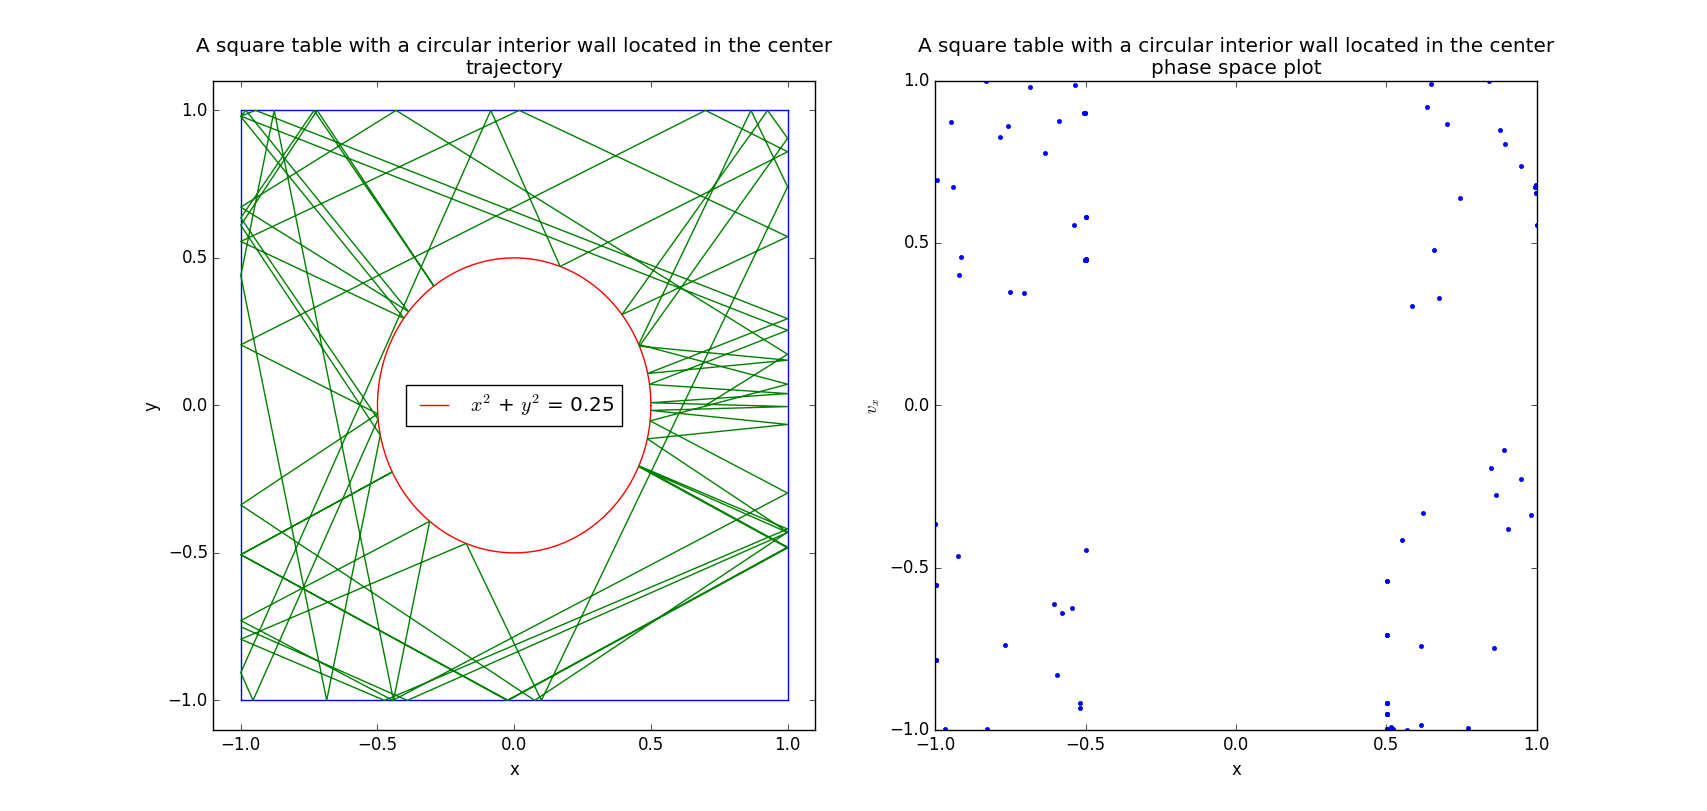 A square table with a circular interior wall located in the center
trajectory
1.0
0.5
0.0
−0.5
−1.0
y
x² + y² = 0.25
−1.0 −0.5 0.0 0.5 1.0
x
A square table with a circular interior wall located in the center
phase space plot
1.0
0.5
0.0
−0.5
−1.0
vₓ
−1.0 −0.5 0.0 0.5 1.0
x